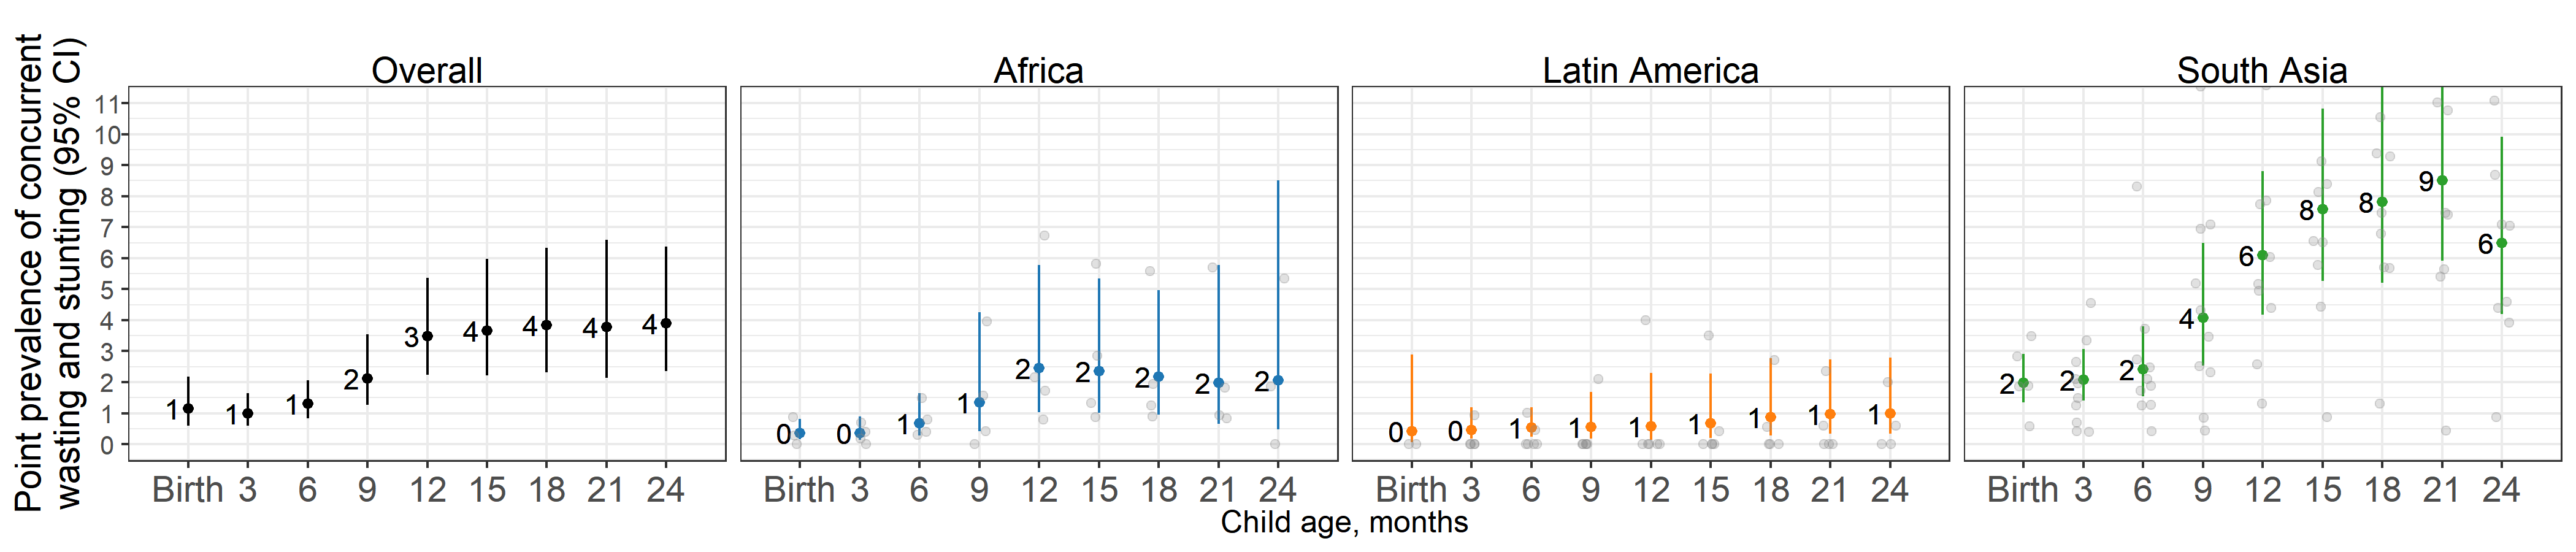 Point prevalence of concurrent
wasting and stunting (95% CI)
Overall
Africa
Latin America
South Asia
11
10
9
8
7
6
5
4
3
2
1
0
1 1 1 2 3 4 4 4 4
0 0 1 1 2 2 2 2 2
0 0 1 1 1 1 1 1 1
2 2 2 4 6 8 8 9 6
Birth 3 6 9 12 15 18 21 24
Birth 3 6 9 12 15 18 21 24
Birth 3 6 9 12 15 18 21 24
Birth 3 6 9 12 15 18 21 24
Child age, months